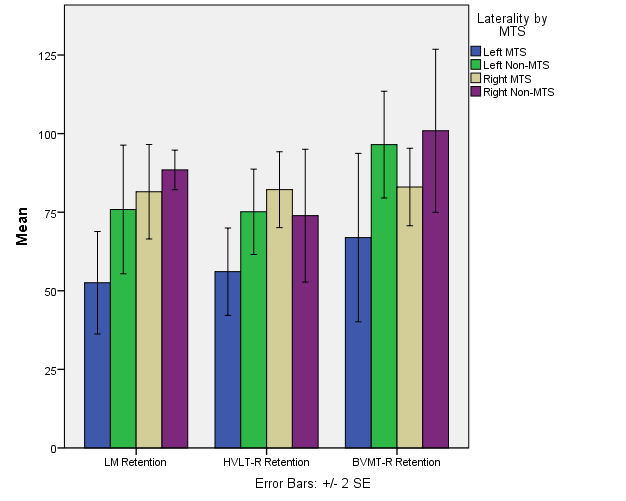 Laterality by
MTS
Left MTS
Left Non-MTS
Right MTS
Right Non-MTS
Mean
125
100
75
50
25
0
LM Retention
HVLT-R Retention
BVMT-R Retention
Error Bars: +/- 2 SE